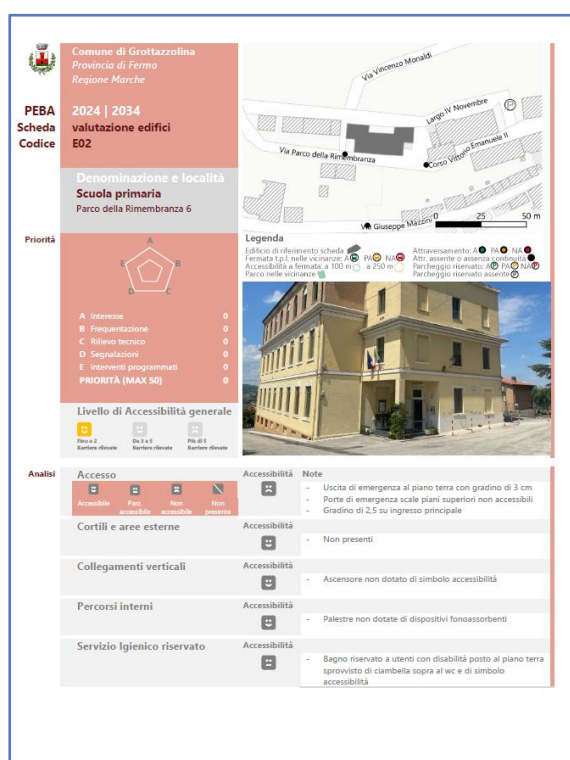 Comune di Grottazzolina
Provincia di Fermo
Regione Marche
PEBA 2024 | 2034
Scheda valutazione edifici
Codice E02
Denominazione e località
Scuola primaria
Parco della Rimembranza 6
Via Vincenzo Monaldi
Largo IV Novembre
P
Via Parco della Rimembranza
Corso Vittorio Emanuele II
Via Giuseppe Mazzini
0 25 50 m
Priorità
A
E B
D C
A Interesse 0
B Frequentazione 0
C Rilievo tecnico 0
D Segnalazioni 0
E Interventi programmati 0
PRIORITÀ (MAX 50) 0
Legenda
Edificio di riferimento scheda
Fermata t.p.l. nelle vicinanze: A PA NA
Accessibilità a fermata: a 100 m a 250 m
Parco nelle vicinanze
Attraversamento: A PA NA
Attr. assente o assenza continuità
Parcheggio riservato: A P PA P NA P
Parcheggio riservato assente P
Livello di Accessibilità generale
Fino a 2 Barriere rilevate
Da 3 a 5 Barriere rilevate
Più di 5 Barriere rilevate
Analisi
Accesso Accessibilità Note
Accessibile
Parz. accessibile
Non accessibile
Non presente
- Uscita di emergenza al piano terra con gradino di 3 cm
- Porte di emergenza scale piani superiori non accessibili
- Gradino di 2,5 su ingresso principale
Cortili e aree esterne Accessibilità
- Non presenti
Collegamenti verticali Accessibilità
- Ascensore non dotato di simbolo accessibilità
Percorsi interni Accessibilità
- Palestre non dotate di dispositivi fonoassorbenti
Servizio Igienico riservato Accessibilità
- Bagno riservato a utenti con disabilità posto al piano terra
sprovvisto di ciambella sopra al wc e di simbolo
accessibilità